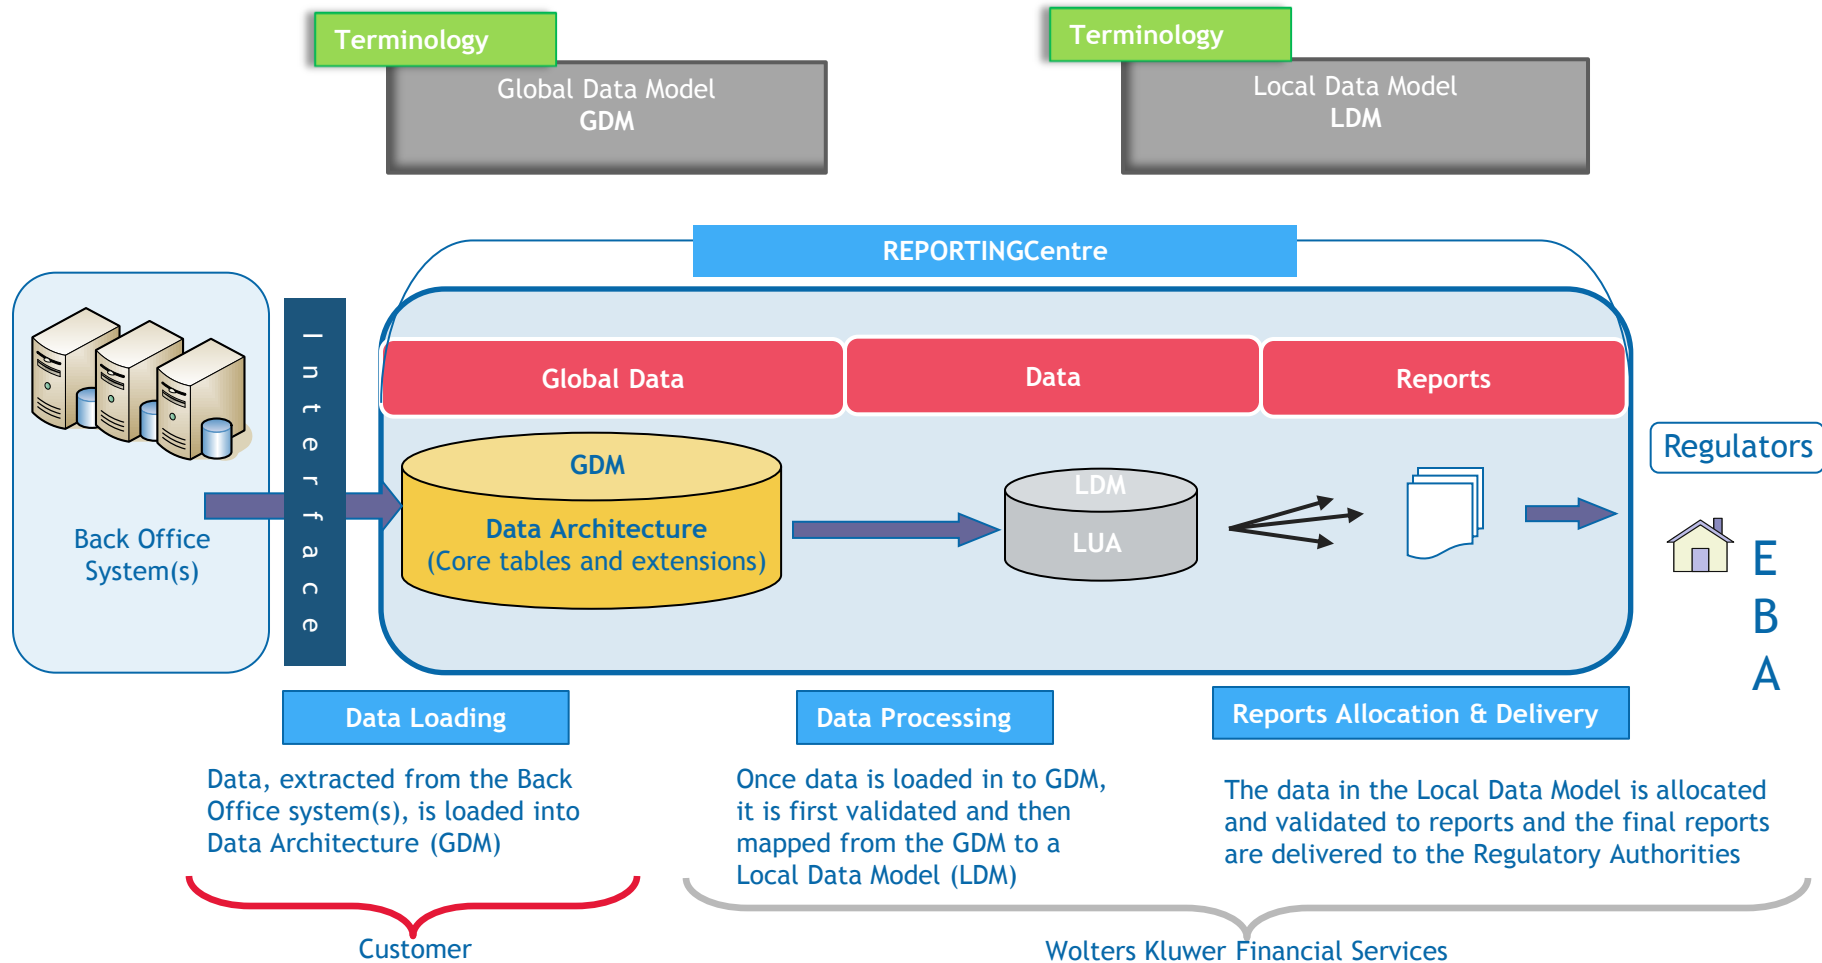 Terminology
Global Data Model
GDM
Terminology
Local Data Model
LDM
REPORTINGCentre
Interface
Global Data
Data
Reports
Back Office
System(s)
GDM
Data Architecture
(Core tables and extensions)
LDM
LUA
Regulators
E
B
A
Data Loading
Data Processing
Reports Allocation & Delivery
Data, extracted from the Back
Office system(s), is loaded into
Data Architecture (GDM)
Once data is loaded in to GDM,
it is first validated and then
mapped from the GDM to a
Local Data Model (LDM)
The data in the Local Data Model is allocated
and validated to reports and the final reports
are delivered to the Regulatory Authorities
Customer
Wolters Kluwer Financial Services